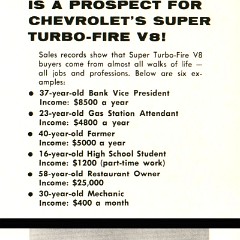 IS A PROSPECT FOR
CHEVROLET'S SUPER
TURBO-FIRE V8!
Sales records show that Super Turbo-Fire V8
buyers come from almost all walks of life —
all jobs and professions. Below are six ex-
amples:
● 37-year-old Bank Vice President
Income: $8500 a year
● 23-year-old Gas Station Attendant
Income: $4800 a year
● 40-year-old Farmer
Income: $5000 a year
● 16-year-old High School Student
Income: $1200 (part-time work)
● 58-year-old Restaurant Owner
Income: $25,000
● 30-year-old Mechanic
Income: $400 a month